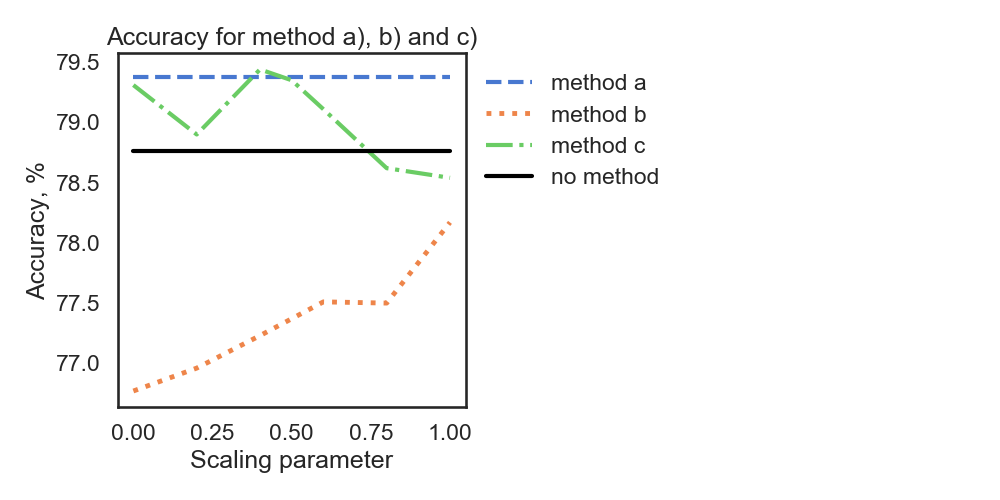 Accuracy for method a), b) and c)
79.5
79.0
78.5
78.0
77.5
77.0
Accuracy, %
0.00 0.25 0.50 0.75 1.00
Scaling parameter
method a
method b
method c
no method